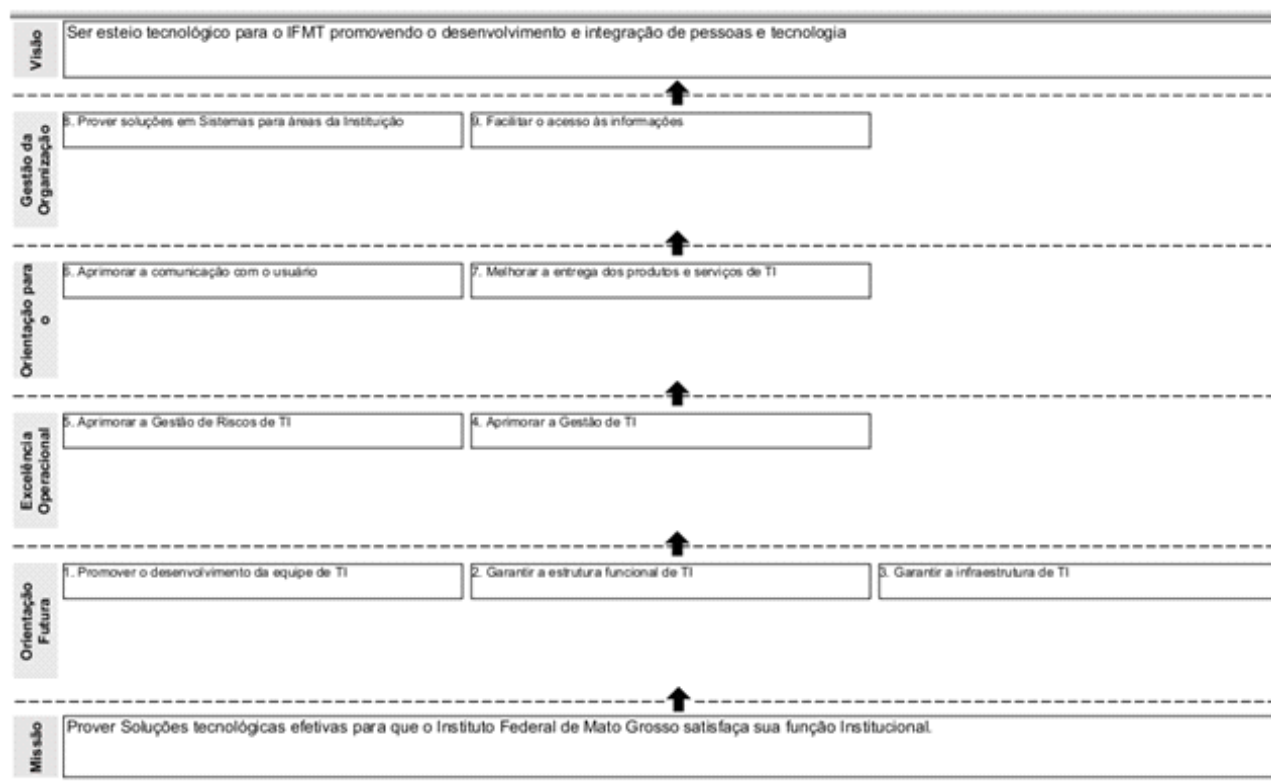 Visão
Ser esteio tecnológico para o IFMT promovendo o desenvolvimento e integração de pessoas e tecnologia
Gestão da
Organização
8. Prover soluções em Sistemas para áreas da Instituição
9. Facilitar o acesso às informações
Orientação para
o
6. Aprimorar a comunicação com o usuário
7. Melhorar a entrega dos produtos e serviços de TI
Excelência
Operacional
5. Aprimorar a Gestão de Riscos de TI
4. Aprimorar a Gestão de TI
Orientação
Futura
1. Promover o desenvolvimento da equipe de TI
2. Garantir a estrutura funcional de TI
3. Garantir a infraestrutura de TI
Missão
Prover Soluções tecnológicas efetivas para que o Instituto Federal de Mato Grosso satisfaça sua função Institucional.